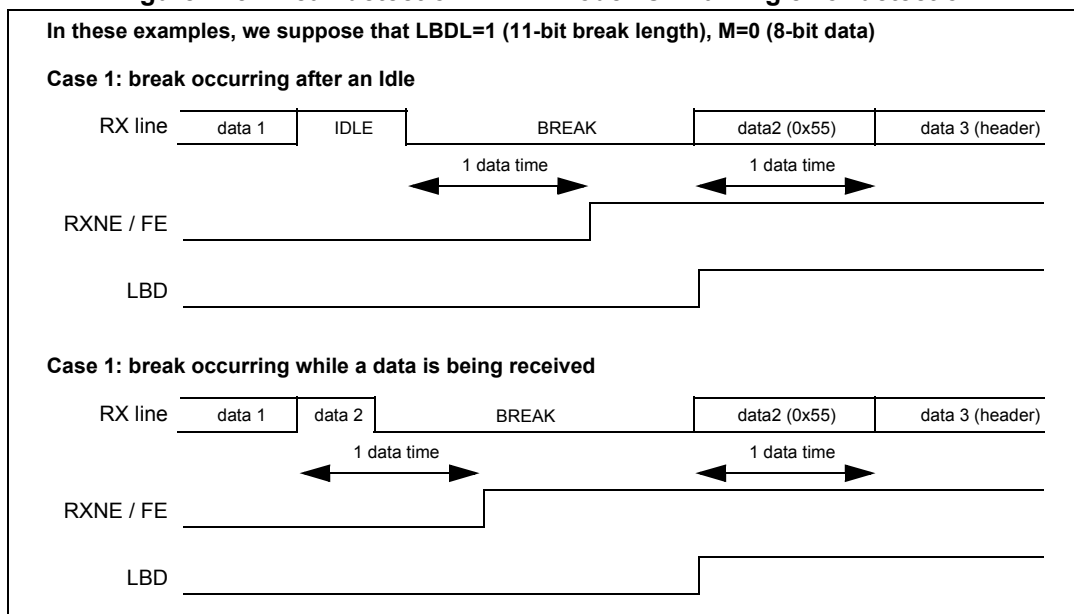 In these examples, we suppose that LBDL=1 (11-bit break length), M=0 (8-bit data)
Case 1: break occurring after an Idle
RX line data 1 IDLE BREAK data2 (0x55) data 3 (header)
1 data time 1 data time
RXNE / FE
LBD
Case 1: break occurring while a data is being received
RX line data 1 data 2 BREAK data2 (0x55) data 3 (header)
1 data time 1 data time
RXNE / FE
LBD